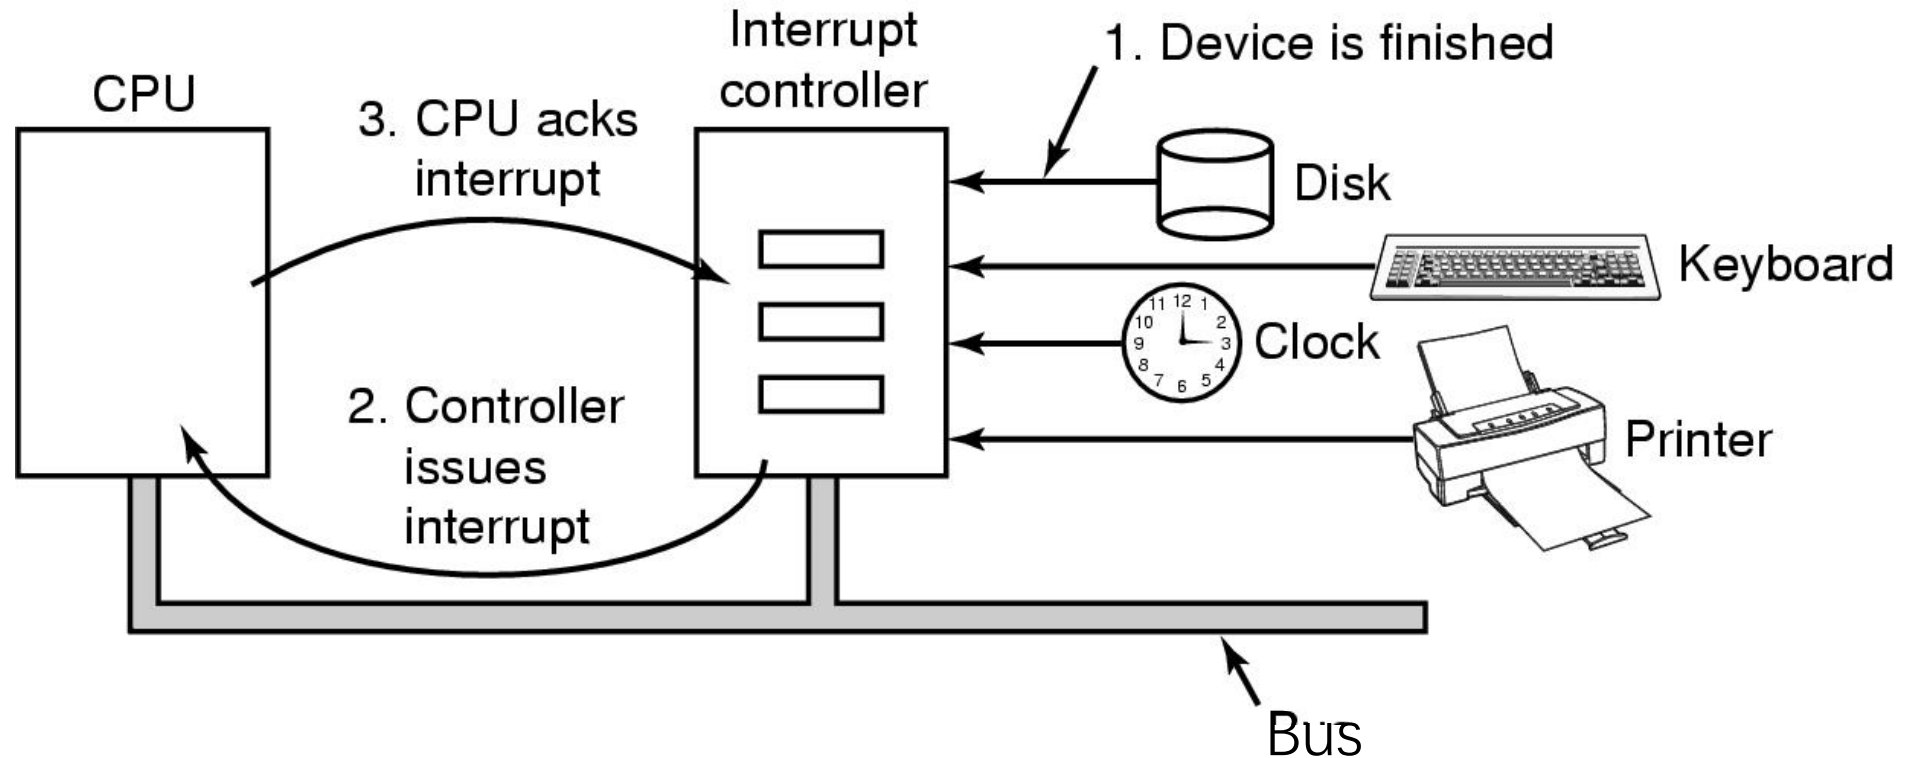 Interrupt
controller
1. Device is finished
CPU
3. CPU acks
interrupt
Disk
Keyboard
11 12 1
10 2
9 3
8 4
7 6 5
Clock
2. Controller
issues
interrupt
Printer
Bus